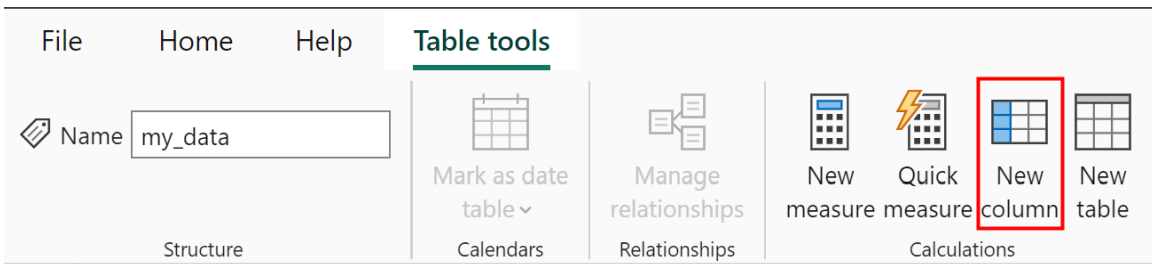 File Home Help Table tools
Name my_data
Mark as date
table
Manage
relationships
New
measure
Quick
measure
New
column
New
table
Structure Calendars Relationships Calculations